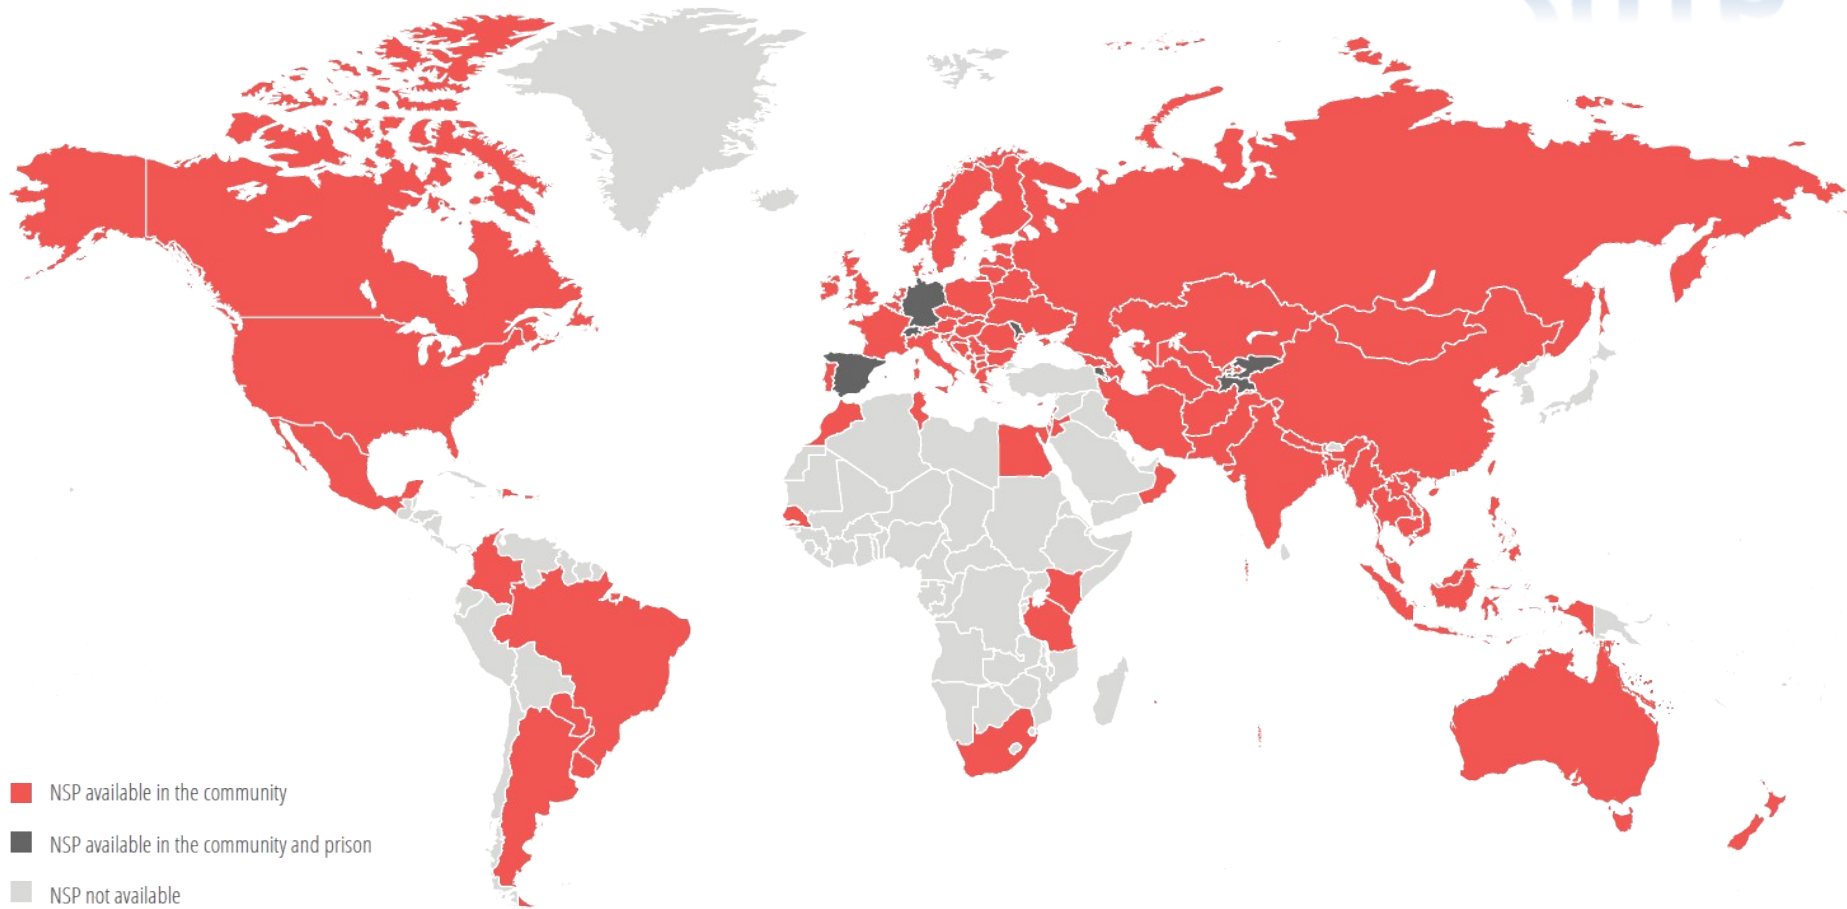 NSP available in the community
NSP available in the community and prison
NSP not available